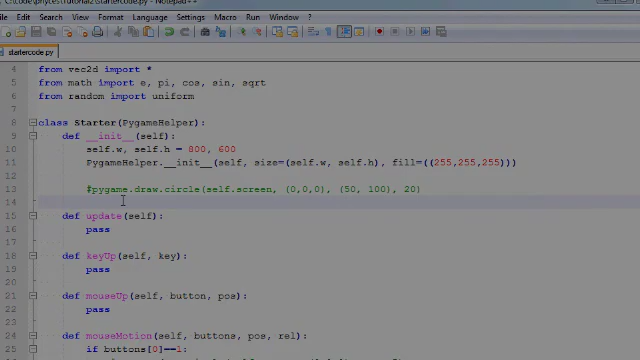 C:\code\phyces\Tutorial2\startercode.py - Notepad++
File Edit Search View Encoding Language Settings Macro Run Window ?
startercode.py
4 from vec2d import *
5 from math import e, pi, cos, sin, sqrt
6 from random import uniform
7
8 class Starter(PygameHelper):
9 def __init__(self):
10 self.w, self.h = 800, 600
11 PygameHelper.__init__(self, size=(self.w, self.h), fill=((255,255,255)))
12
13 #pygame.draw.circle(self.screen, (0,0,0), (50, 100), 20)
14
15 def update(self):
16 pass
17
18 def keyUp(self, key):
19 pass
20
21 def mouseUp(self, button, pos):
22 pass
23
24 def mouseMotion(self, buttons, pos, rel):
25 if buttons[0]==1: